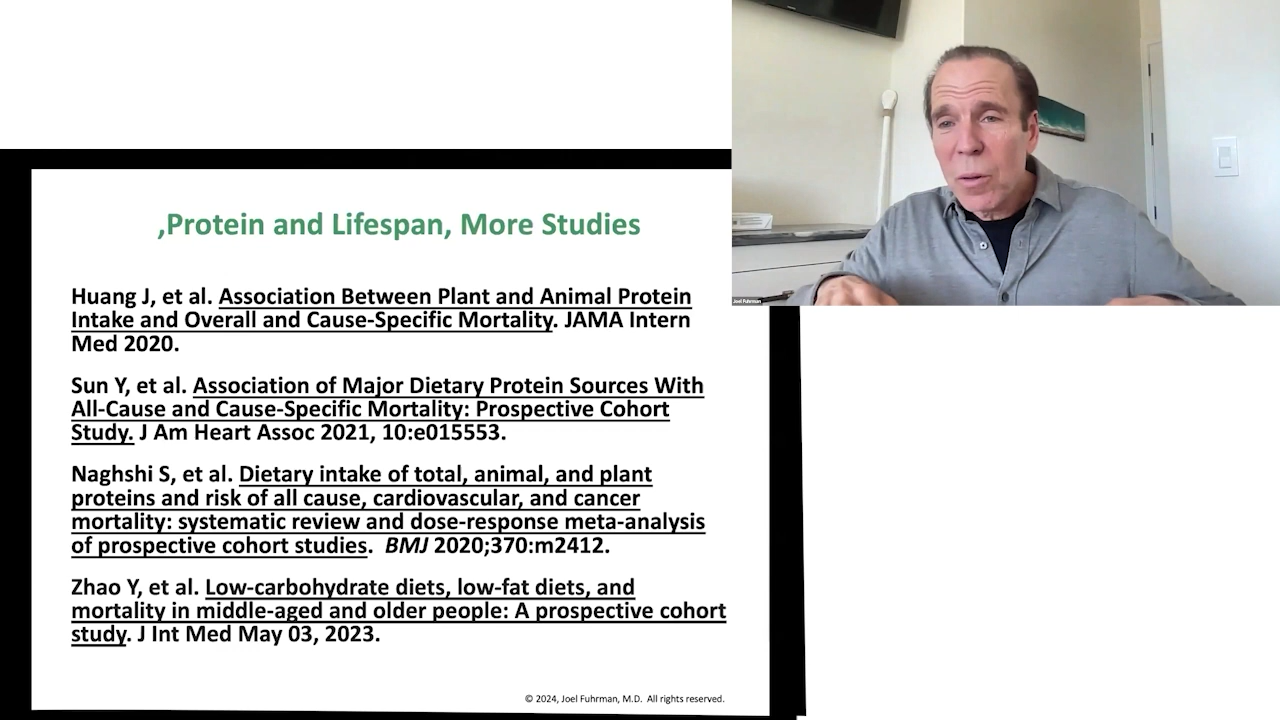 ,Protein and Lifespan, More Studies
Huang J, et al. Association Between Plant and Animal Protein
Intake and Overall and Cause-Specific Mortality. JAMA Intern
Med 2020.
Sun Y, et al. Association of Major Dietary Protein Sources With
All-Cause and Cause-Specific Mortality: Prospective Cohort
Study. J Am Heart Assoc 2021, 10:e015553.
Naghshi S, et al. Dietary intake of total, animal, and plant
proteins and risk of all cause, cardiovascular, and cancer
mortality: systematic review and dose-response meta-analysis
of prospective cohort studies. BMJ 2020;370:m2412.
Zhao Y, et al. Low-carbohydrate diets, low-fat diets, and
mortality in middle-aged and older people: A prospective cohort
study. J Int Med May 03, 2023.
© 2024, Joel Fuhrman, M.D. All rights reserved.
Joel Fuhrman